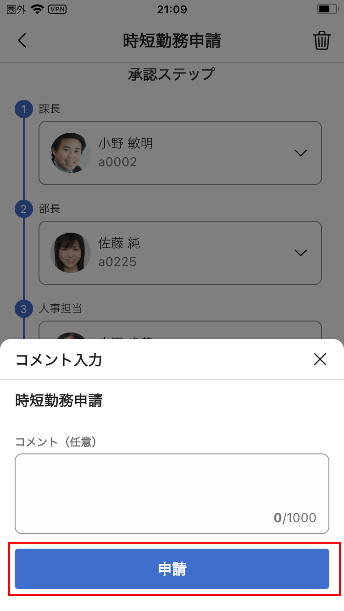 圏外 VPN 21:09
時短勤務申請
承認ステップ
1 課長
小野 敏明
a0002
2 部長
佐藤 純
a0225
3 人事担当
コメント入力
時短勤務申請
コメント（任意）
0/1000
申請